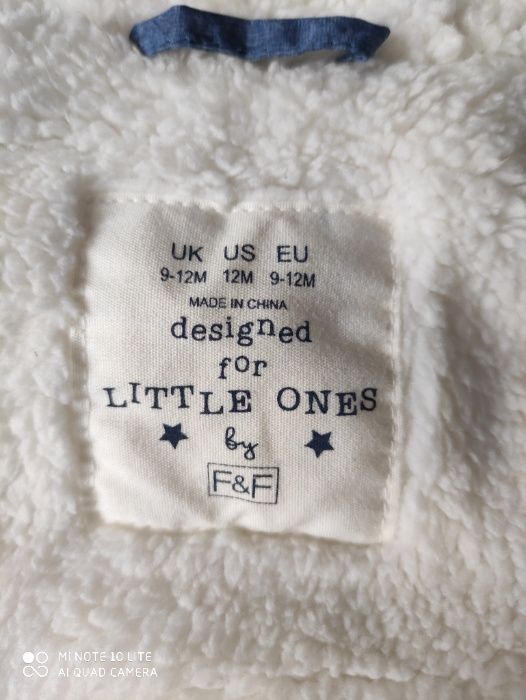 UK US EU
9-12M 12M 9-12M
MADE IN CHINA
designed
for
LITTLE ONES
by
F&F
MI NOTE 10 LITE
AI QUAD CAMERA